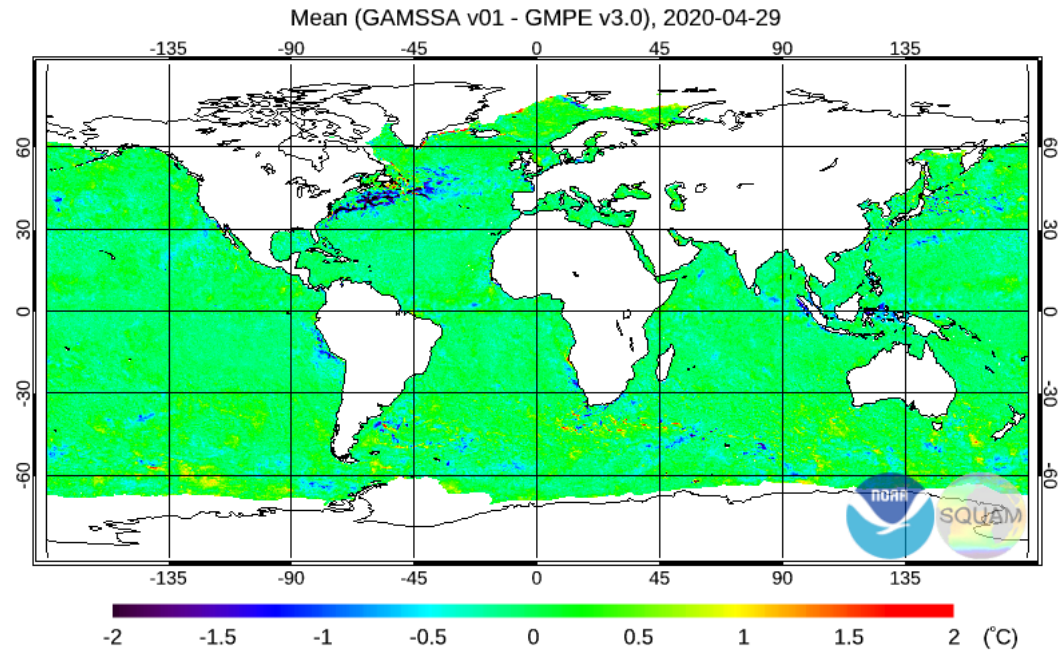 Mean (GAMSSA v01 - GMPE v3.0), 2020-04-29
-135 -90 -45 0 45 90 135
60 60
30 30
0 0
-30 -30
-60 -60
NOAA SQUAM
-135 -90 -45 0 45 90 135
-2 -1.5 -1 -0.5 0 0.5 1 1.5 2 (°C)